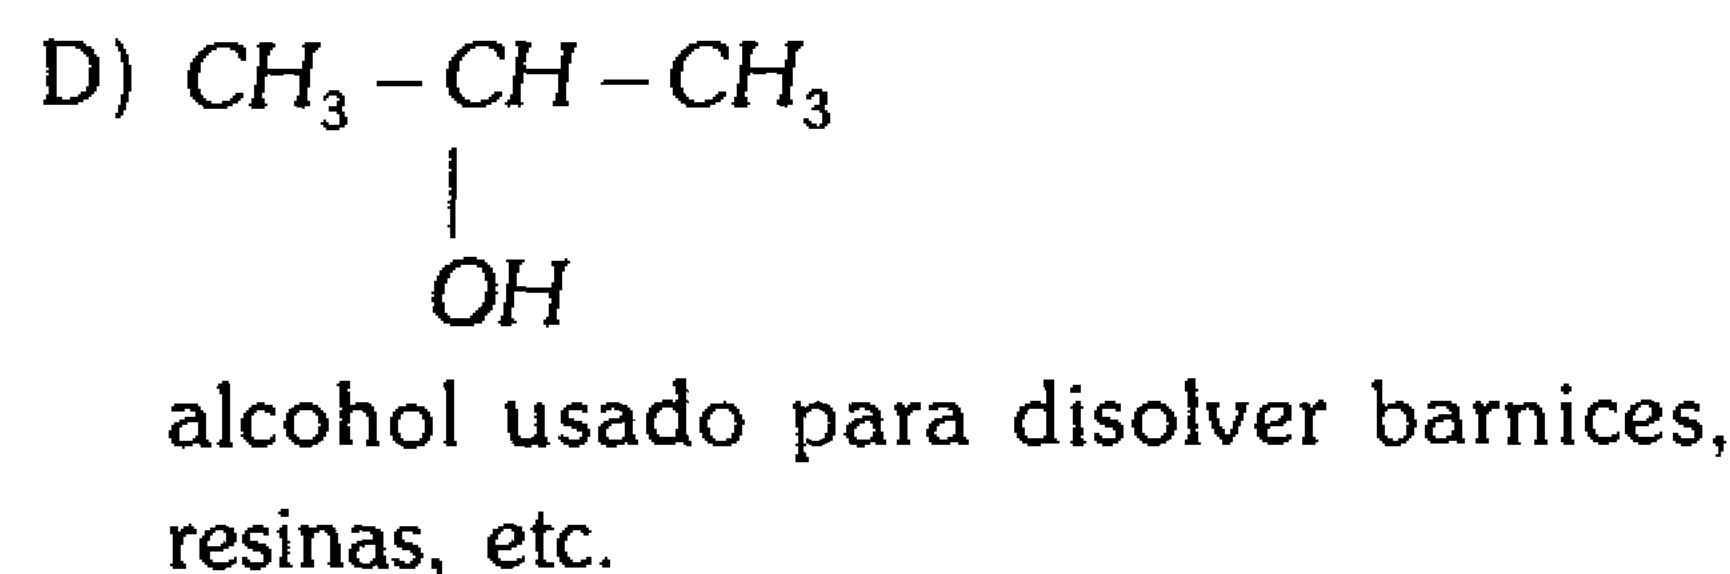 D) CH₃ – CH – CH₃
|
OH
alcohol usado para disolver barnices,
resinas, etc.